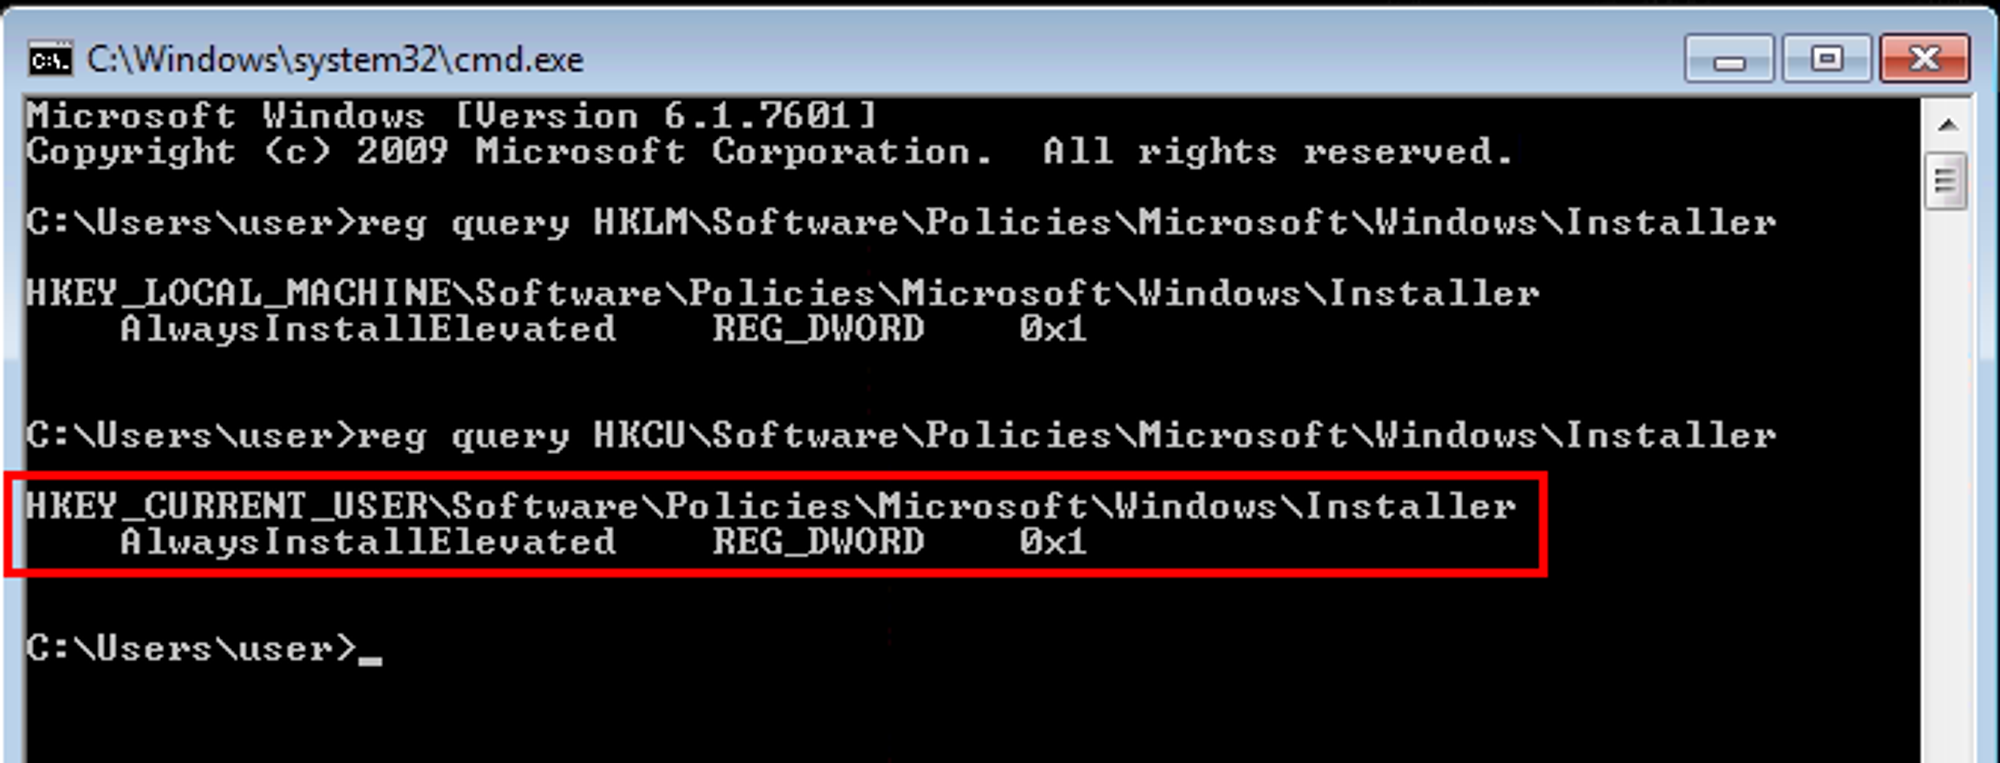 C:\Windows\system32\cmd.exe
Microsoft Windows [Version 6.1.7601]
Copyright (c) 2009 Microsoft Corporation.  All rights reserved.
C:\Users\user>reg query HKLM\Software\Policies\Microsoft\Windows\Installer
HKEY_LOCAL_MACHINE\Software\Policies\Microsoft\Windows\Installer
    AlwaysInstallElevated    REG_DWORD    0x1
C:\Users\user>reg query HKCU\Software\Policies\Microsoft\Windows\Installer
HKEY_CURRENT_USER\Software\Policies\Microsoft\Windows\Installer
    AlwaysInstallElevated    REG_DWORD    0x1
C:\Users\user>_